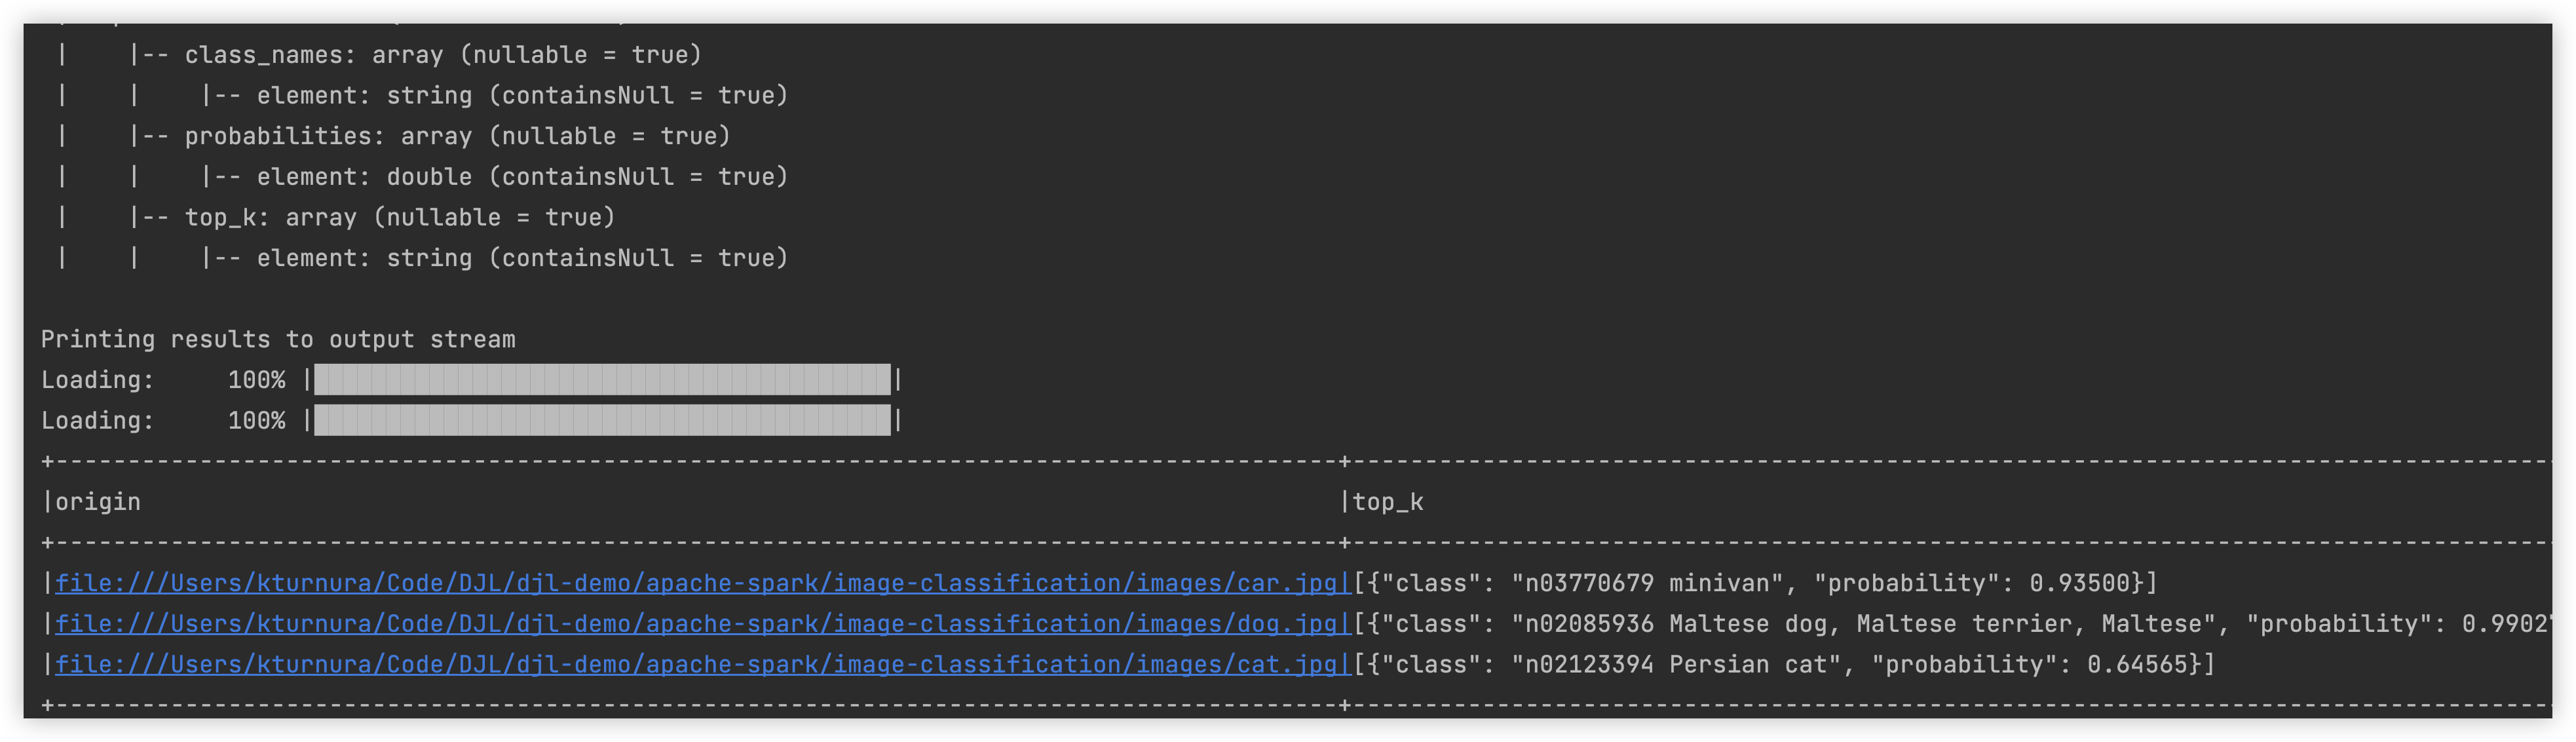 |    |-- class_names: array (nullable = true)
|    |    |-- element: string (containsNull = true)
|    |-- probabilities: array (nullable = true)
|    |    |-- element: double (containsNull = true)
|    |-- top_k: array (nullable = true)
|    |    |-- element: string (containsNull = true)
Printing results to output stream
Loading:     100% |████████████████████████████████████████|
Loading:     100% |████████████████████████████████████████|
+-----------------------------------------------------------------------------------------+-----------------------------------------------------------------------------------
|origin                                                                                   |top_k
+-----------------------------------------------------------------------------------------+-----------------------------------------------------------------------------------
|file:///Users/kturnura/Code/DJL/djl-demo/apache-spark/image-classification/images/car.jpg|[{"class": "n03770679 minivan", "probability": 0.93500}]
|file:///Users/kturnura/Code/DJL/djl-demo/apache-spark/image-classification/images/dog.jpg|[{"class": "n02085936 Maltese dog, Maltese terrier, Maltese", "probability": 0.9902
|file:///Users/kturnura/Code/DJL/djl-demo/apache-spark/image-classification/images/cat.jpg|[{"class": "n02123394 Persian cat", "probability": 0.64565}]
+-----------------------------------------------------------------------------------------+-----------------------------------------------------------------------------------